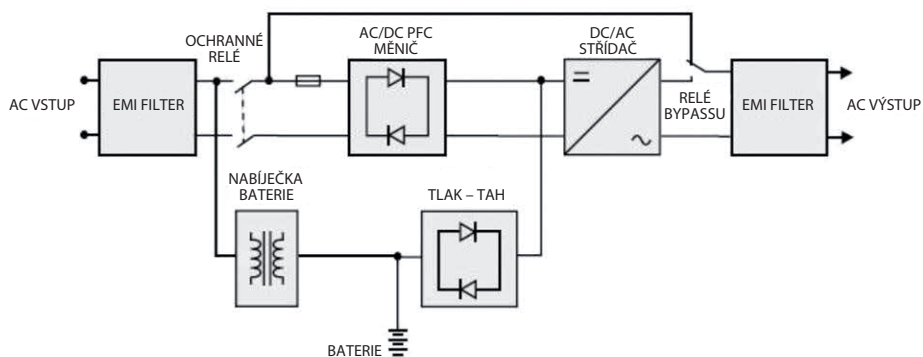 OCHRANNÉ
RELÉ
AC/DC PFC
MĚNIČ
DC/AC
STŘÍDAČ
AC VSTUP
EMI FILTER
RELÉ
BYPASSU
EMI FILTER
AC VÝSTUP
NABÍJEČKA
BATERIE
TLAK – TAH
BATERIE